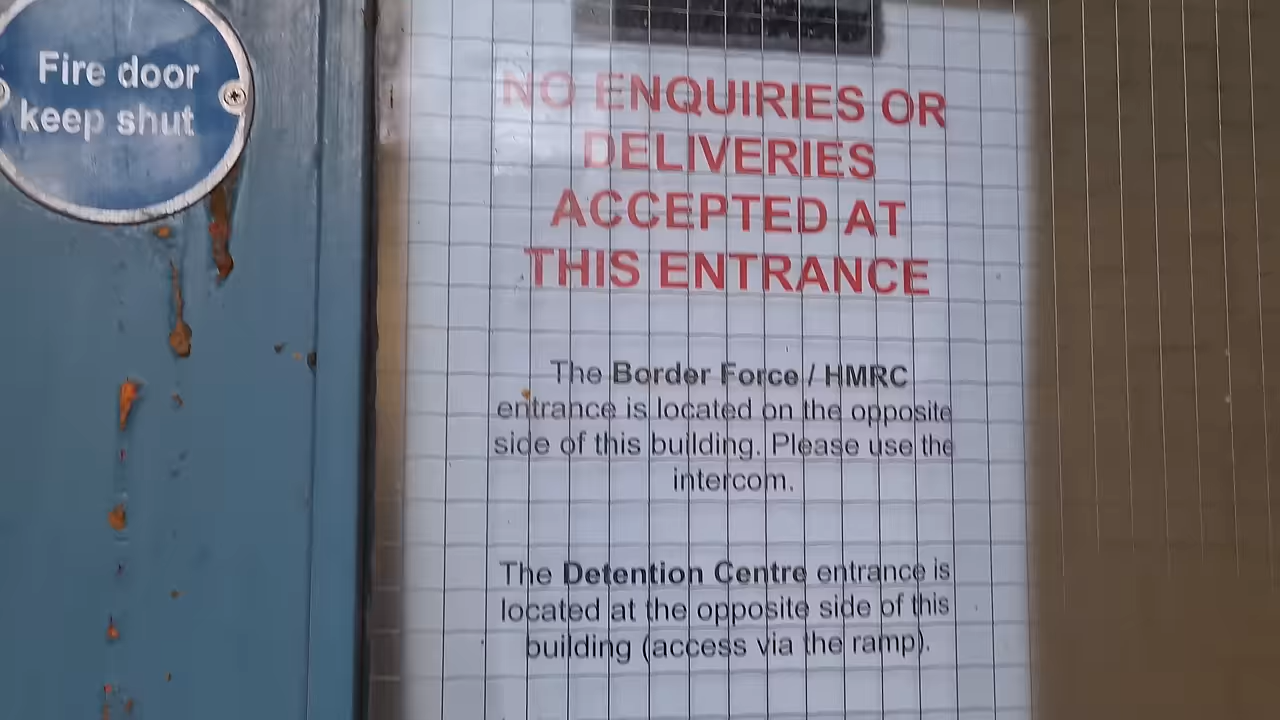 Fire door
keep shut
NO ENQUIRIES OR
DELIVERIES
ACCEPTED AT
THIS ENTRANCE
The Border Force / HMRC
entrance is located on the opposite
side of this building. Please use the
intercom.
The Detention Centre entrance is
located at the opposite side of this
building (access via the ramp).